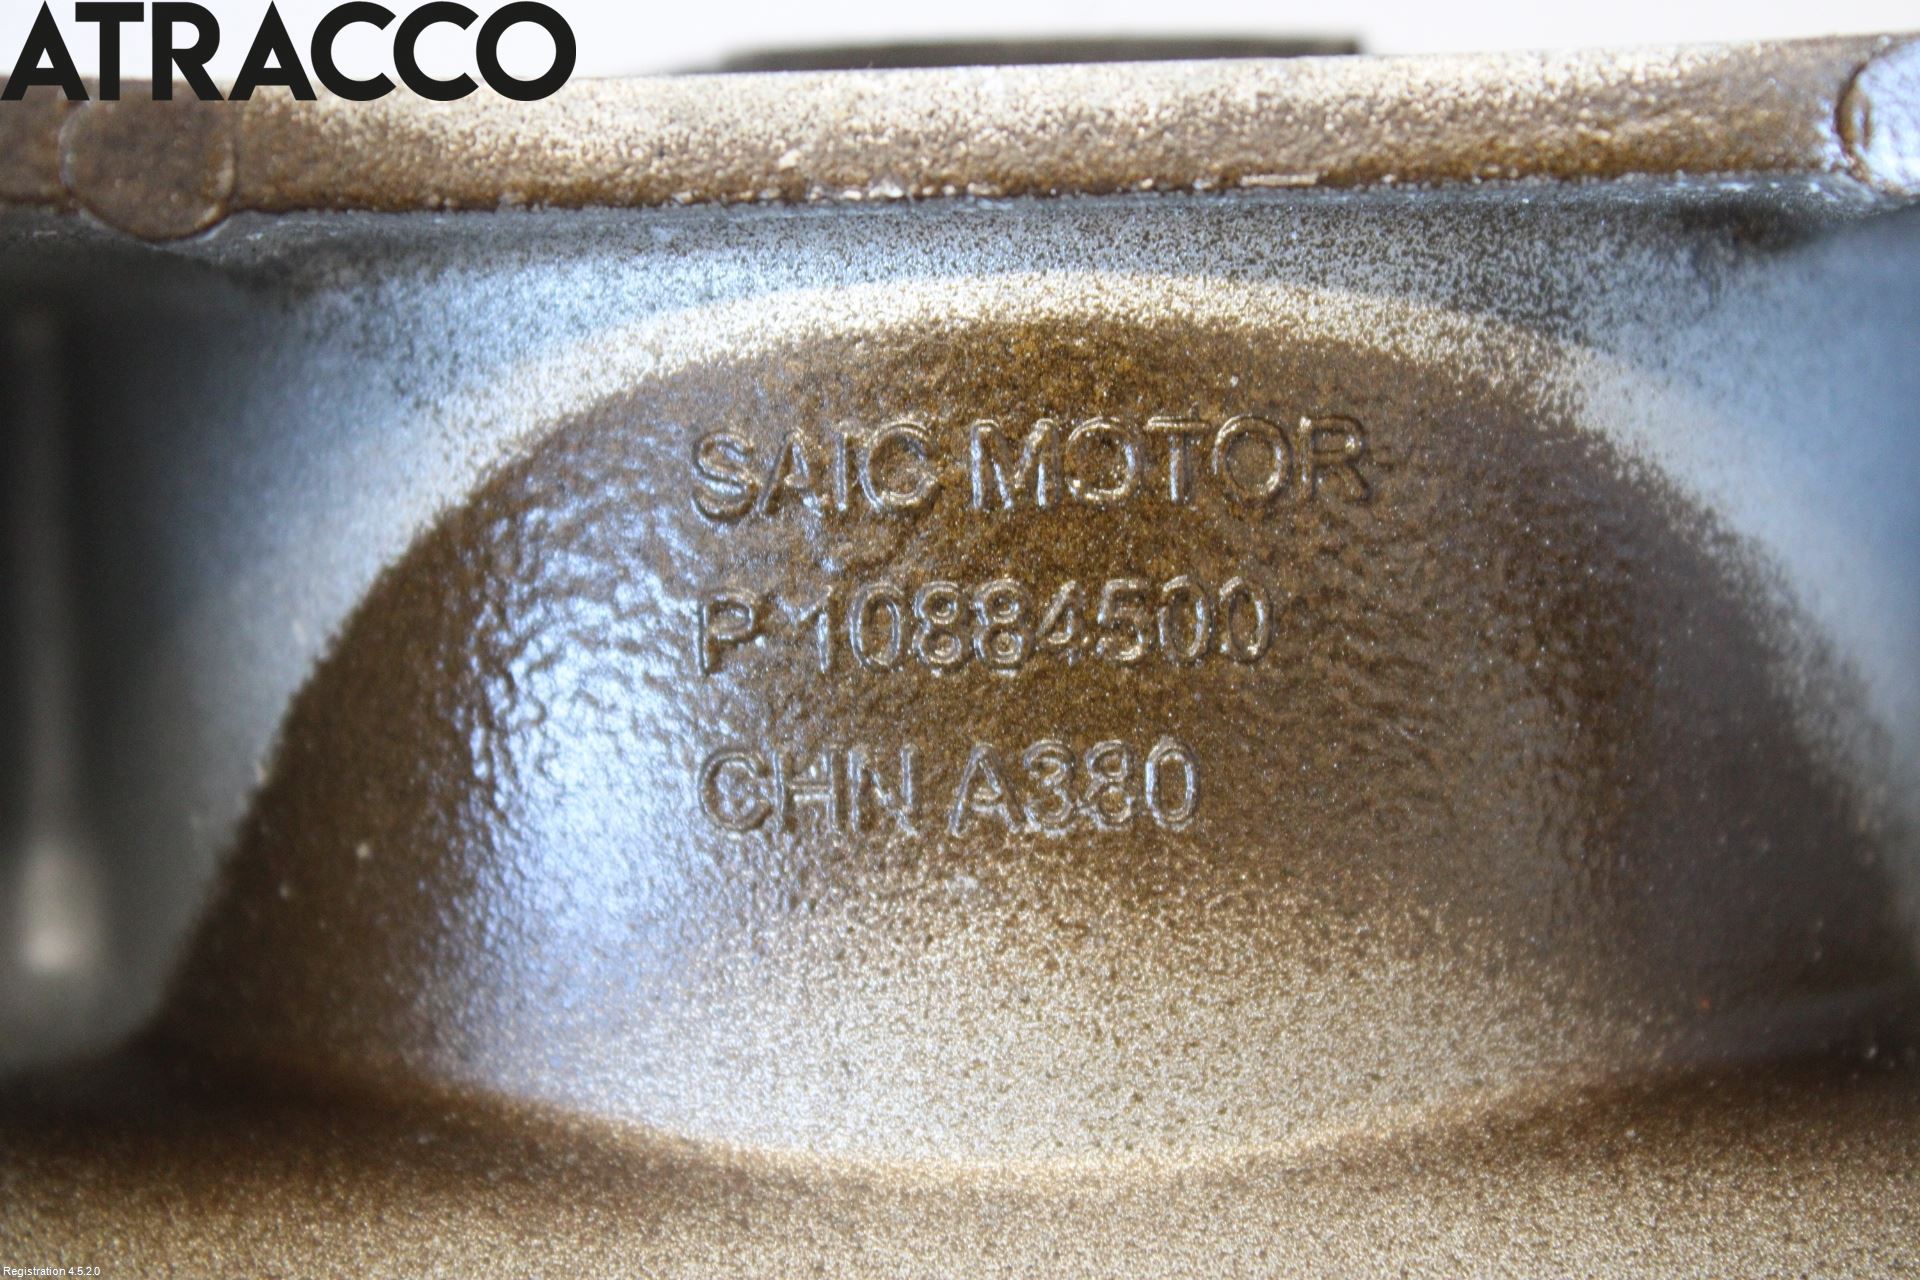 ATRACCO
SAIC MOTOR
P 10884500
CHN A380
Registration 4.5.2.0